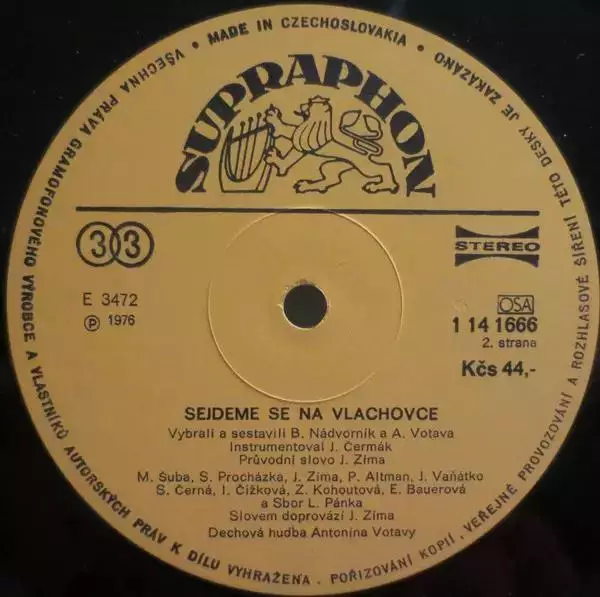 VŠECHNA PRÁVA GRAMOFONOVÉHO VÝROBCE A VLASTNÍKŮ AUTORSKÝCH PRÁV K DÍLU VYHRAŽENA. POŘIZOVÁNÍ KOPIÍ, VEŘEJNÉ PROVOZOVÁNÍ A ROZHLASOVÉ ŠÍŘENÍ TÉTO DESKY JE ZAKÁZÁNO • MADE IN CZECHOSLOVAKIA •
SUPRAPHON
33
STEREO
E 3472
OSA
℗ 1976
1 14 1666
2. strana
Kčs 44,-
SEJDEME SE NA VLACHOVCE
Vybrali a sestavili B. Nádvorník a A. Votava
Instrumentoval J. Čermák
Průvodní slovo J. Zíma
M. Šuba, S. Procházka, J. Zíma, P. Altman, J. Vaňátko
S. Černá, I. Čížková, Z. Kohoutová, E. Bauerová
a Sbor L. Pánka
Slovem doprovází J. Zíma
Dechová hudba Antonína Votavy